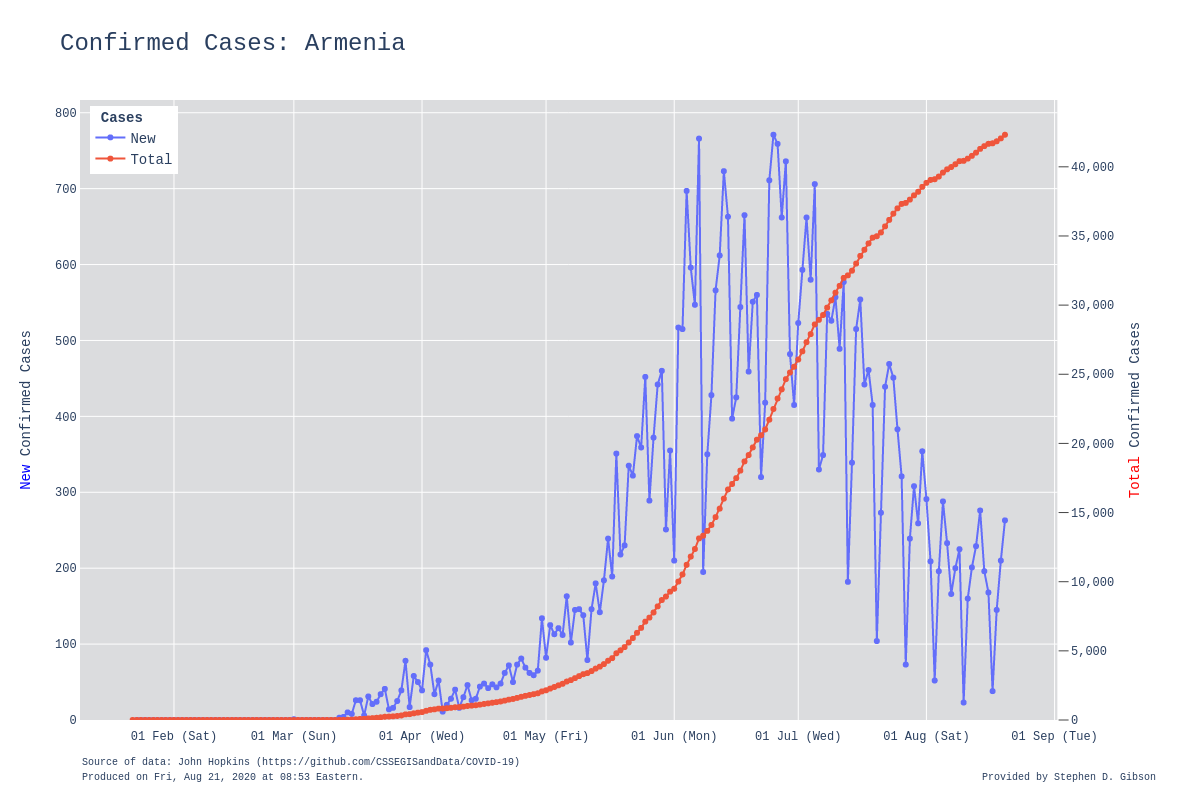 Confirmed Cases: Armenia
Cases
New
Total
800
700
600
500
400
300
200
100
0
New Confirmed Cases
40,000
35,000
30,000
25,000
20,000
15,000
10,000
5,000
0
Total Confirmed Cases
01 Feb (Sat)
01 Mar (Sun)
01 Apr (Wed)
01 May (Fri)
01 Jun (Mon)
01 Jul (Wed)
01 Aug (Sat)
01 Sep (Tue)
Source of data: John Hopkins (https://github.com/CSSEGISandData/COVID-19)
Produced on Fri, Aug 21, 2020 at 08:53 Eastern.
Provided by Stephen D. Gibson